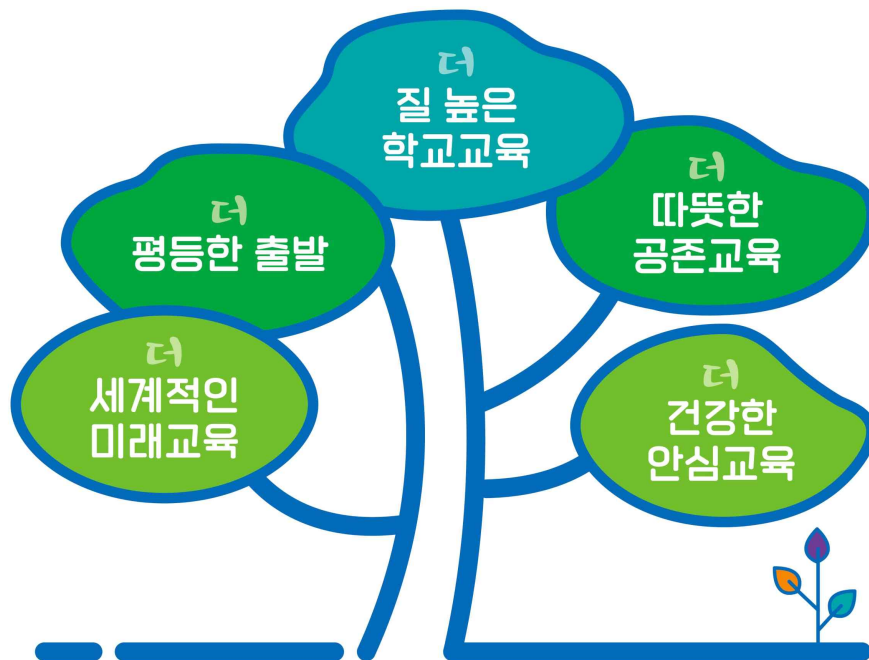 더
질 높은
학교교육
더
평등한 출발
더
따뜻한
공존교육
더
세계적인
미래교육
더
건강한
안심교육